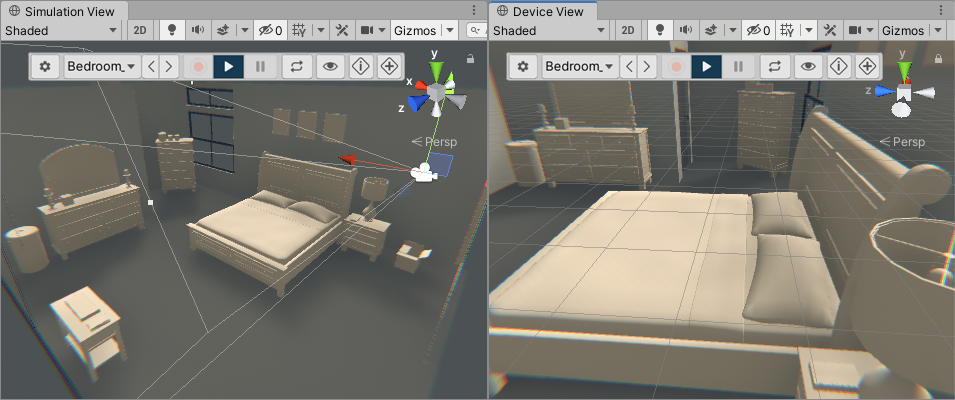 Simulation View
Shaded
2D
0
Gizmos
Bedroom_
y
x
z
Persp
Device View
Shaded
2D
0
Gizmos
Bedroom_
y
z
Persp